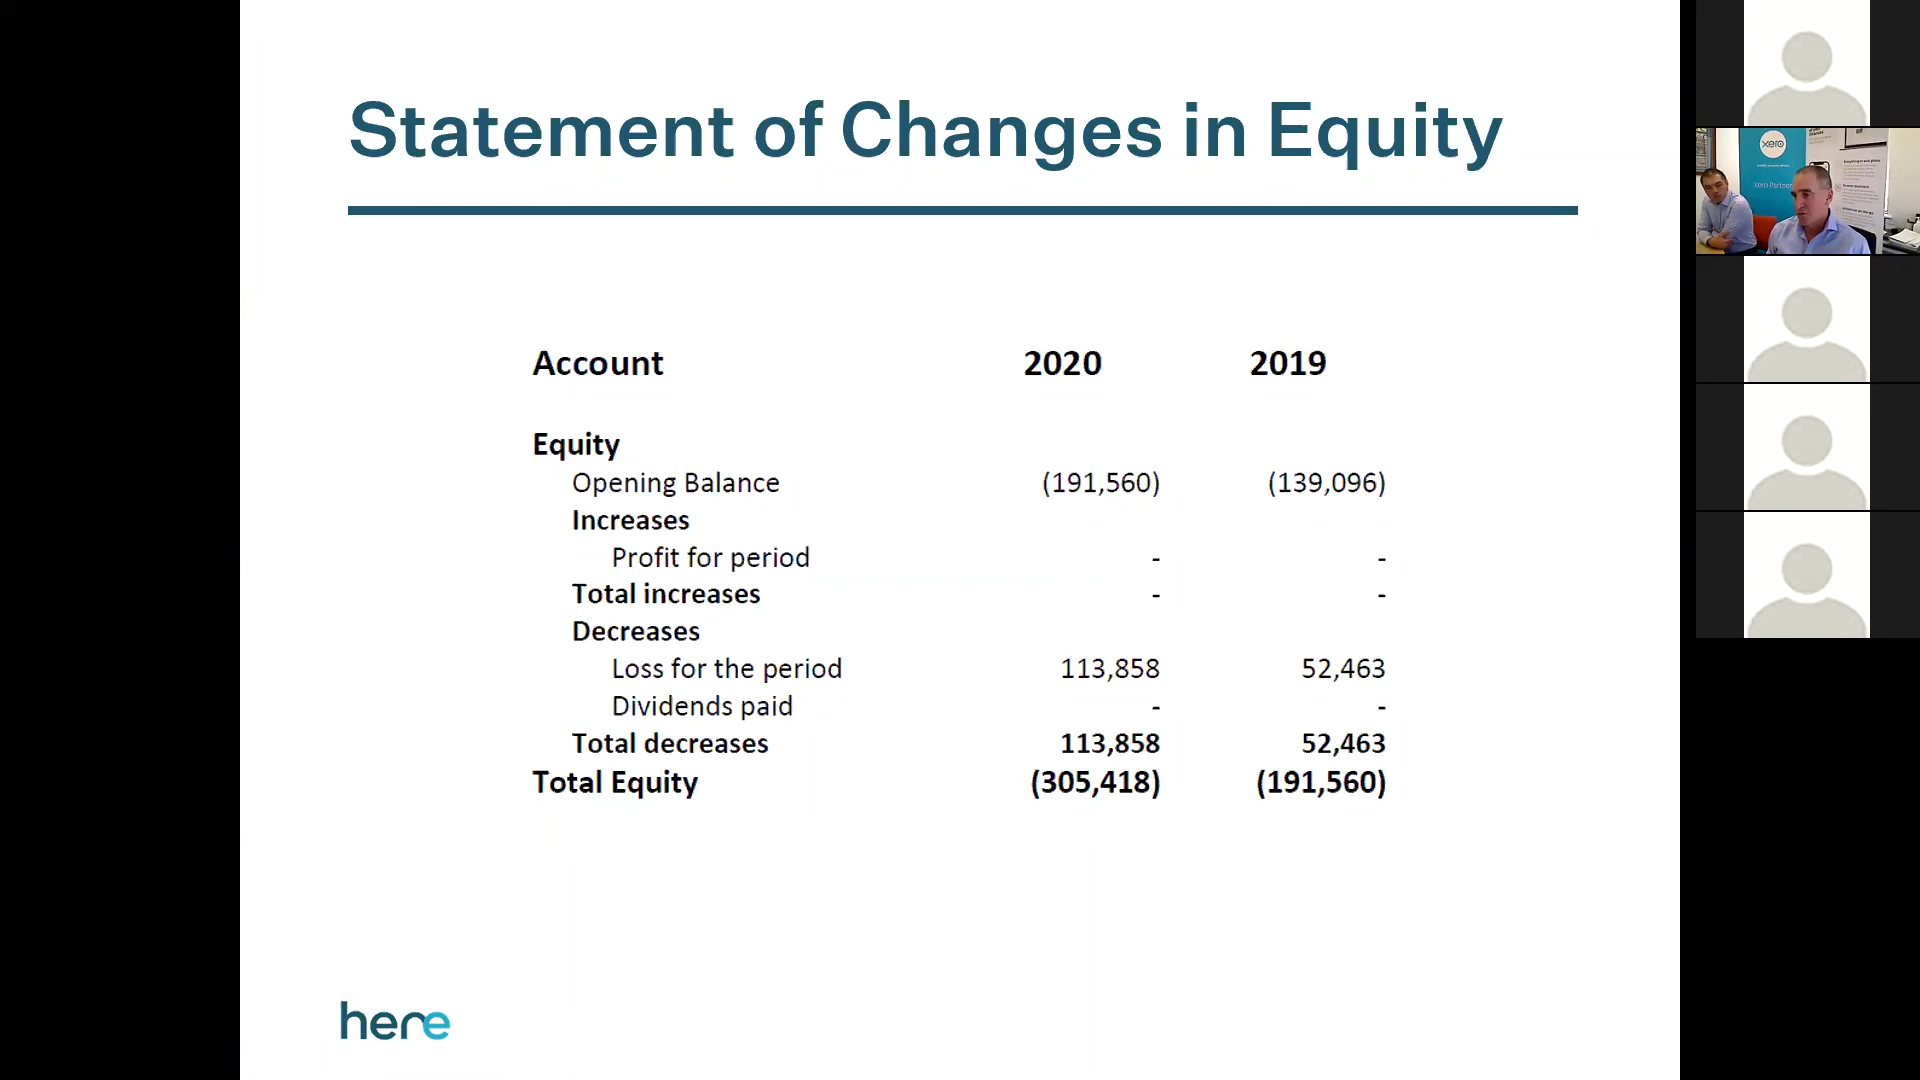 Statement of Changes in Equity
Account 2020 2019
Equity
Opening Balance (191,560) (139,096)
Increases
Profit for period - -
Total increases - -
Decreases
Loss for the period 113,858 52,463
Dividends paid - -
Total decreases 113,858 52,463
Total Equity (305,418) (191,560)
here
xero
Xero Partner